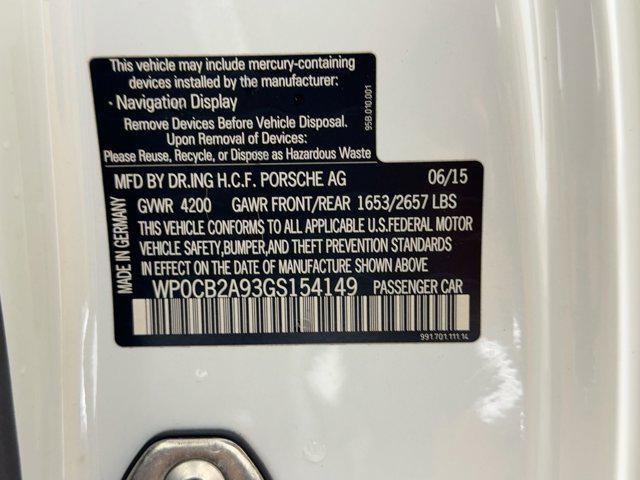 This vehicle may include mercury-containing
devices installed by the manufacturer:
· Navigation Display
Remove Devices Before Vehicle Disposal.
Upon Removal of Devices:
Please Reuse, Recycle, or Dispose as Hazardous Waste
95B.010.001
MFD BY DR.ING H.C.F. PORSCHE AG 06/15
GVWR 4200 GAWR FRONT/REAR 1653/2657 LBS
THIS VEHICLE CONFORMS TO ALL APPLICABLE U.S.FEDERAL MOTOR
VEHICLE SAFETY,BUMPER,AND THEFT PREVENTION STANDARDS
IN EFFECT ON THE DATE OF MANUFACTURE SHOWN ABOVE
WP0CB2A93GS154149 PASSENGER CAR
MADE IN GERMANY
991.701.111.14